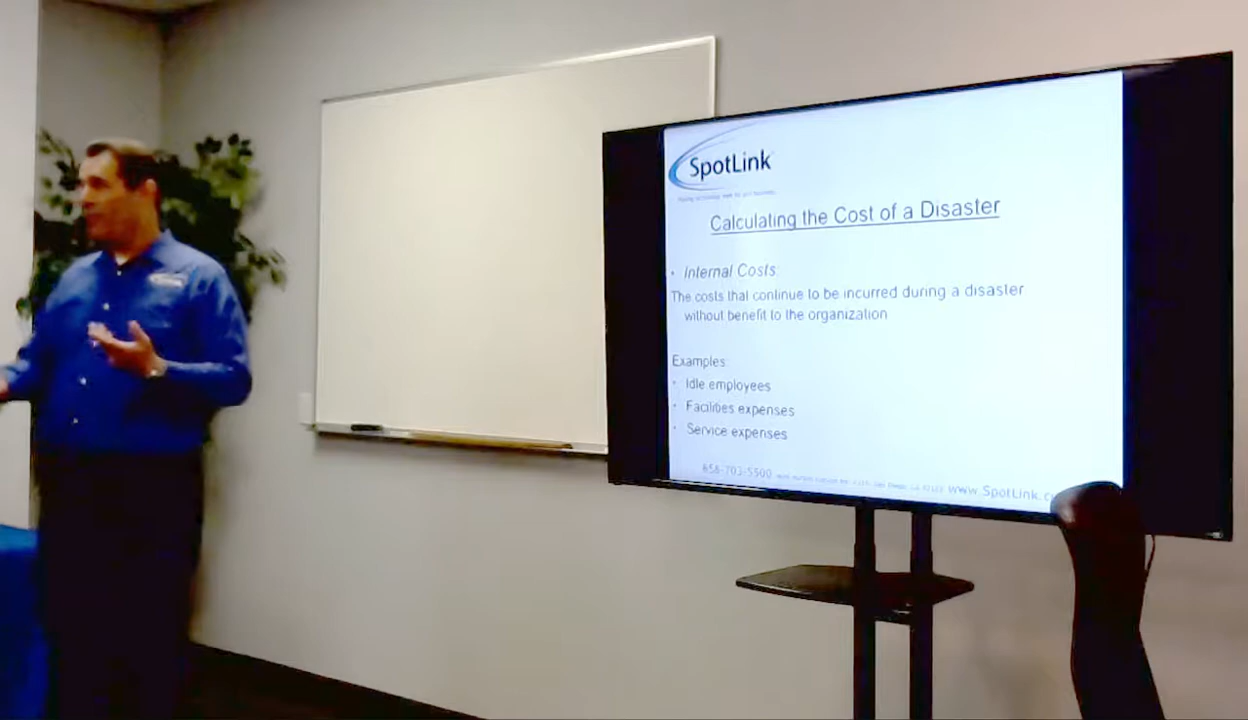 SpotLink
Calculating the Cost of a Disaster
• Internal Costs:
The costs that continue to be incurred during a disaster
without benefit to the organization
Examples
• Idle employees
• Facilities expenses
• Service expenses
858-703-5500 www.SpotLink.c